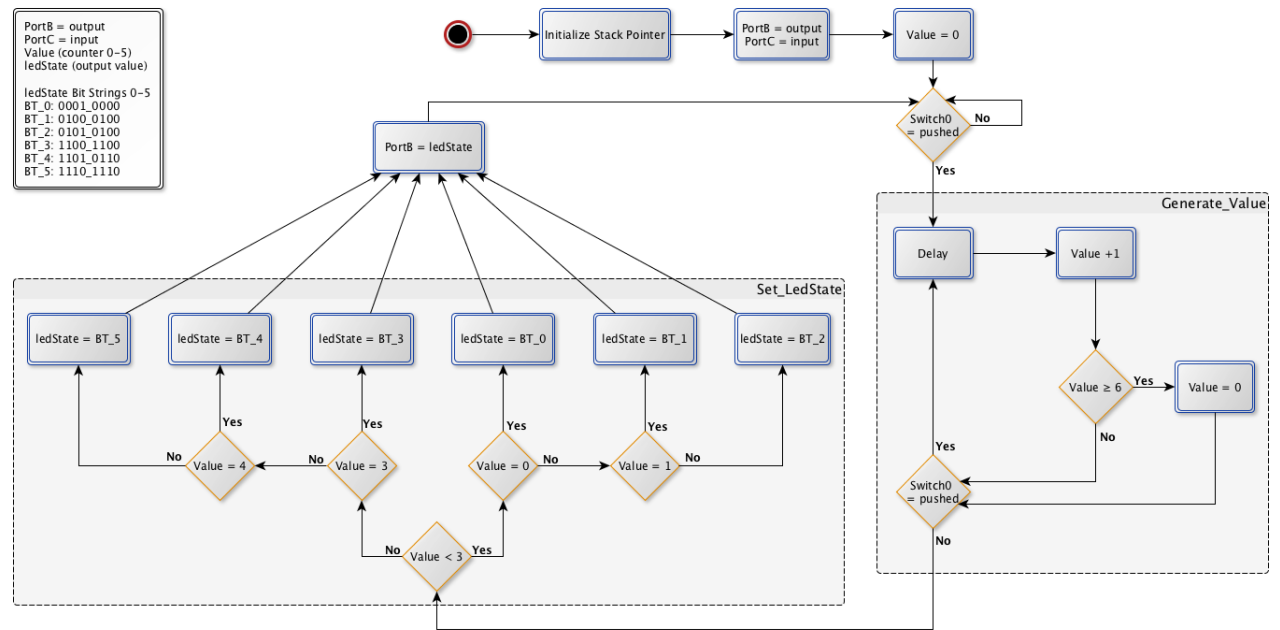 PortB = output
PortC = input
Value (counter 0-5)
ledState (output value)
ledState Bit Strings 0-5
BT_0: 0001_0000
BT_1: 0100_0100
BT_2: 0101_0100
BT_3: 1100_1100
BT_4: 1101_0110
BT_5: 1110_1110
Initialize Stack Pointer
PortB = output
PortC = input
Value = 0
Switch0
= pushed
No
Yes
PortB = ledState
Generate_Value
Delay
Value +1
Value ≥ 6
Yes
Value = 0
No
Yes
Switch0
= pushed
No
Set_LedState
ledState = BT_5
ledState = BT_4
ledState = BT_3
ledState = BT_0
ledState = BT_1
ledState = BT_2
Yes
Yes
Yes
Yes
No
Value = 4
No
Value = 3
Value = 0
No
Value = 1
No
No
Value < 3
Yes